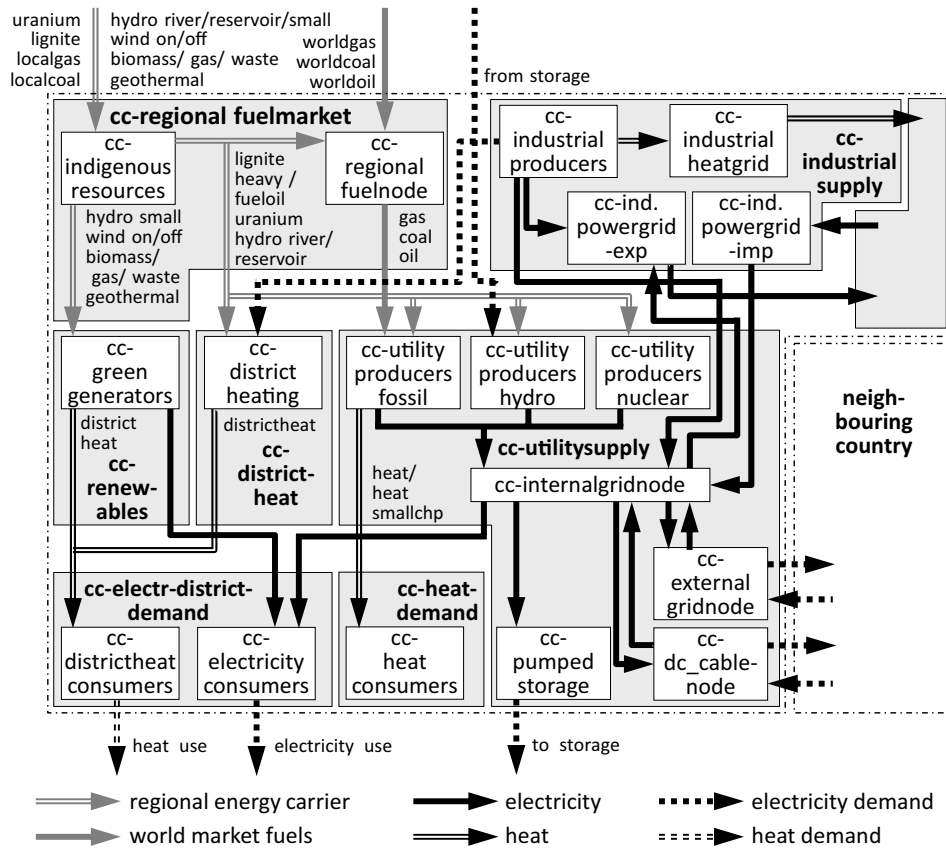 uranium
lignite
localgas
localcoal
hydro river/reservoir/small
wind on/off
biomass/ gas/ waste
geothermal
worldgas
worldcoal
worldoil
from storage
cc-regional fuelmarket
cc-
indigenous
resources
lignite
heavy /
fueloil
uranium
hydro river/
reservoir
cc-
regional
fuelnode
gas
coal
oil
hydro small
wind on/off
biomass/
gas/ waste
geothermal
cc-
industrial
producers
cc-
industrial
heatgrid
cc-
industrial
supply
cc-ind.
powergrid
-exp
cc-ind.
powergrid
-imp
cc-
green
generators
district
heat
cc-
renew-
ables
cc-
district
heating
districtheat
cc-
district-
heat
cc-utility
producers
fossil
cc-utility
producers
hydro
cc-utility
producers
nuclear
cc-utilitysupply
heat/
heat
smallchp
cc-internalgridnode
neigh-
bouring
country
cc-
external
gridnode
cc-
dc_cable-
node
cc-
pumped
storage
cc-electr-district-
demand
cc-
districtheat
consumers
cc-
electricity
consumers
cc-heat-
demand
cc-
heat
consumers
heat use
electricity use
to storage
regional energy carrier
electricity
electricity demand
world market fuels
heat
heat demand